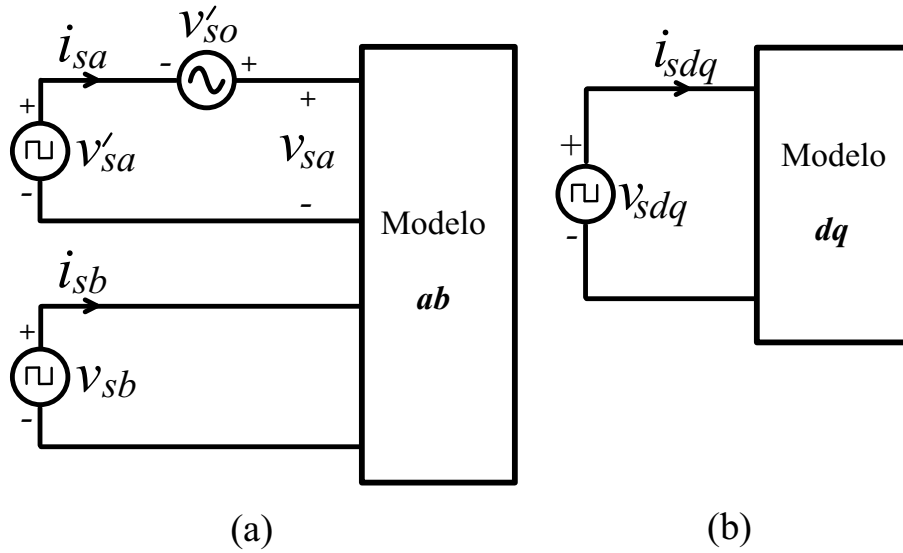 i_sa
- v'_so +
+
v'_sa
-
+
v_sa
-
i_sb
+
v_sb
-
Modelo
ab
(a)
i_sdq
+
v_sdq
-
Modelo
dq
(b)